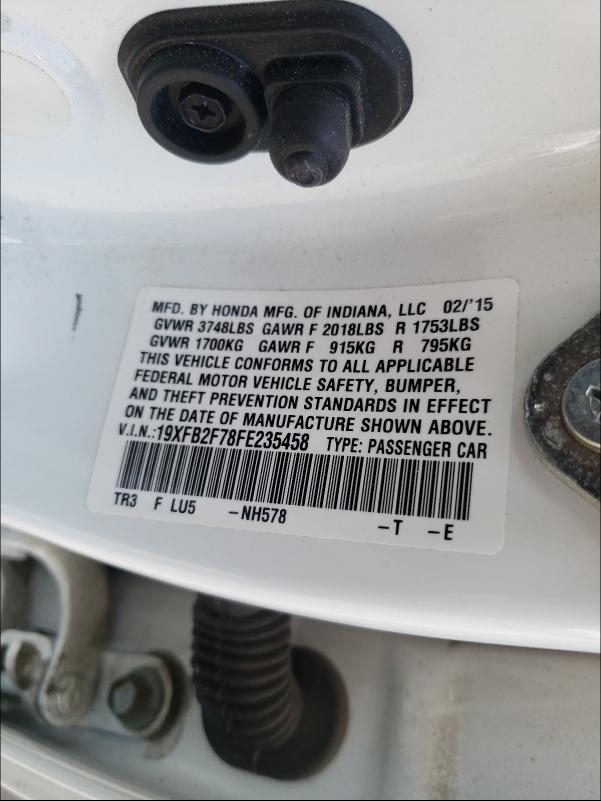 MFD. BY HONDA MFG. OF INDIANA, LLC 02/'15
GVWR 3748LBS GAWR F 2018LBS R 1753LBS
GVWR 1700KG GAWR F 915KG R 795KG
THIS VEHICLE CONFORMS TO ALL APPLICABLE
FEDERAL MOTOR VEHICLE SAFETY, BUMPER,
AND THEFT PREVENTION STANDARDS IN EFFECT
ON THE DATE OF MANUFACTURE SHOWN ABOVE.
V.I.N.:19XFB2F78FE235458 TYPE: PASSENGER CAR
TR3 F LU5 -NH578 -T -E